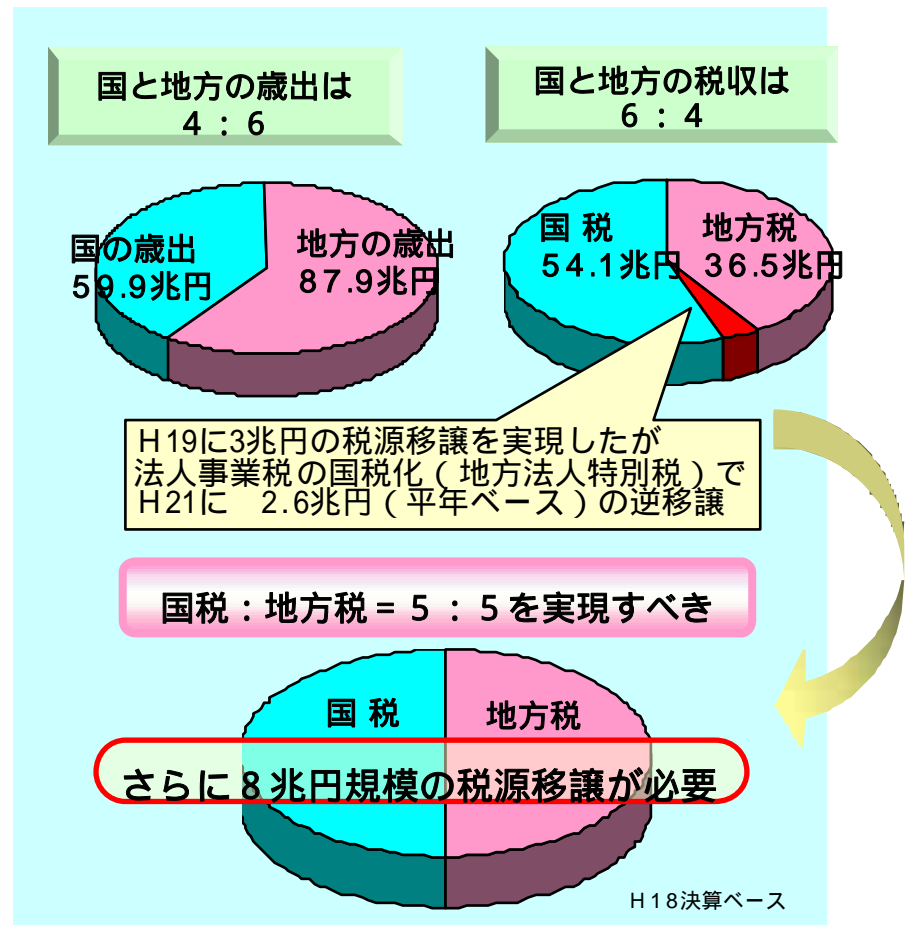 国と地方の歳出は
４：６
国と地方の税収は
６：４
国の歳出
５９.９兆円
地方の歳出
８７.９兆円
国 税
５４.１兆円
地方税
３６.５兆円
Ｈ19に3兆円の税源移譲を実現したが
法人事業税の国税化（地方法人特別税）で
Ｈ21に　2.6兆円（平年ベース）の逆移譲
国税：地方税＝５：５を実現すべき
国 税
地方税
さらに８兆円規模の税源移譲が必要
Ｈ１８決算ベース